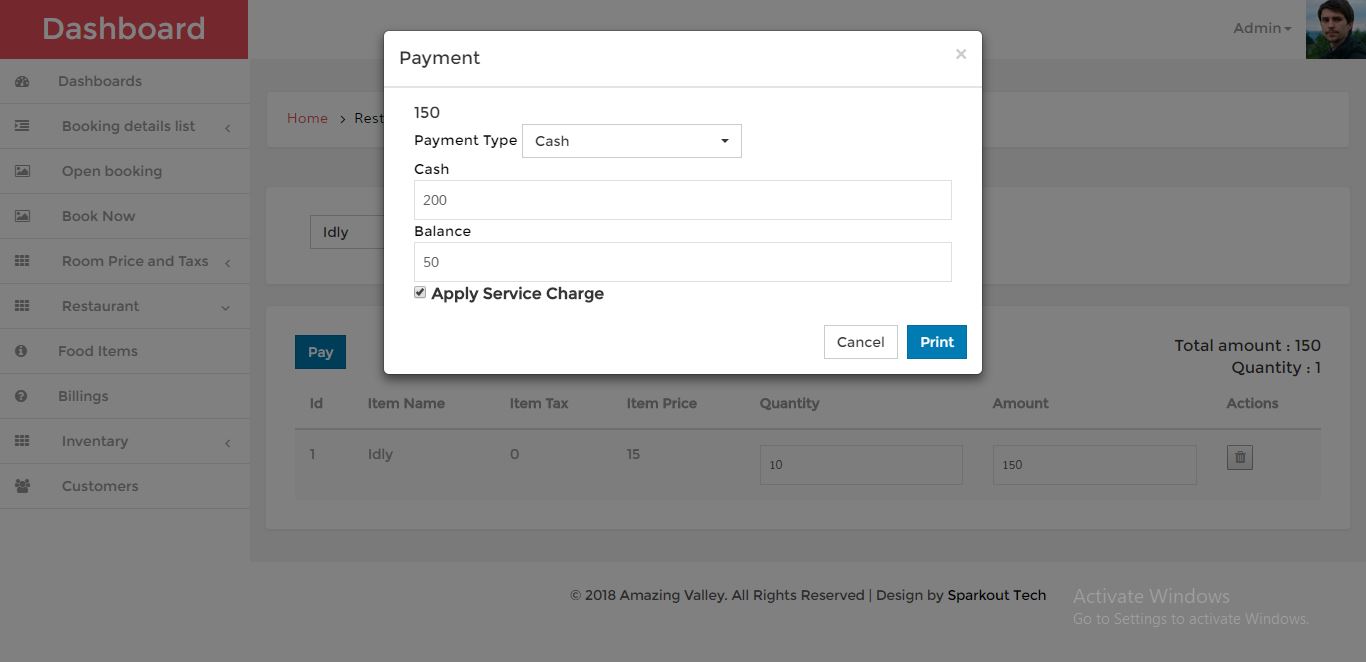 Dashboard
Admin
Dashboards
Booking details list
Open booking
Book Now
Room Price and Taxs
Restaurant
Food Items
Billings
Inventory
Customers
Home > Rest
Idly
Payment ×
150
Payment Type Cash
Cash
200
Balance
50
Apply Service Charge
Cancel Print
Pay
Total amount : 150
Quantity : 1
Id Item Name Item Tax Item Price Quantity Amount Actions
1 Idly 0 15 10 150
© 2018 Amazing Valley. All Rights Reserved | Design by Sparkout Tech
Activate Windows
Go to Settings to activate Windows.